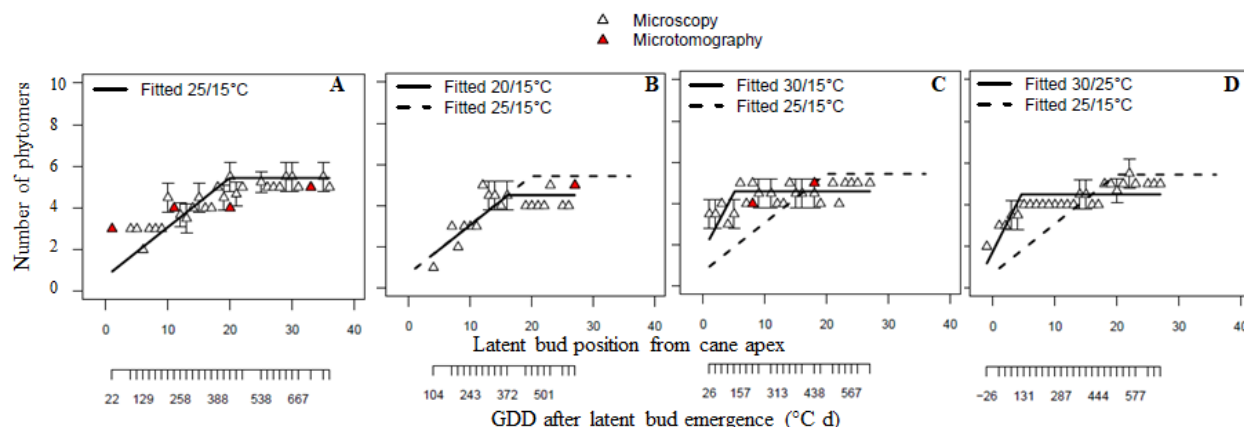 Microscopy
Microtomography
Fitted 25/15°C A
Fitted 20/15°C B
Fitted 25/15°C
Fitted 30/15°C C
Fitted 25/15°C
Fitted 30/25°C D
Fitted 25/15°C
Number of phytomers
10
8
6
4
2
0
0 10 20 30 40
0 10 20 30 40
0 10 20 30 40
0 10 20 30 40
Latent bud position from cane apex
22 129 258 388 538 667
104 243 372 501
26 157 313 438 567
−26 131 287 444 577
GDD after latent bud emergence (°C d)